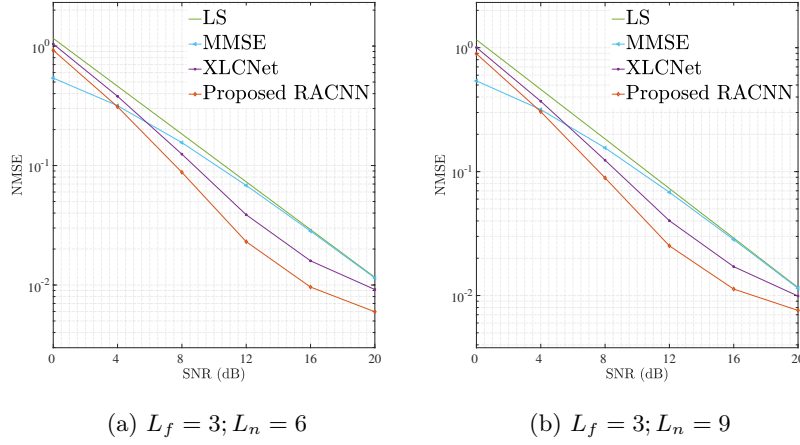 LS
MMSE
XLCNet
Proposed RACNN
10^0
10^{-1}
10^{-2}
NMSE
0 4 8 12 16 20
SNR (dB)
(a) L_f = 3; L_n = 6
LS
MMSE
XLCNet
Proposed RACNN
10^0
10^{-1}
10^{-2}
NMSE
0 4 8 12 16 20
SNR (dB)
(b) L_f = 3; L_n = 9